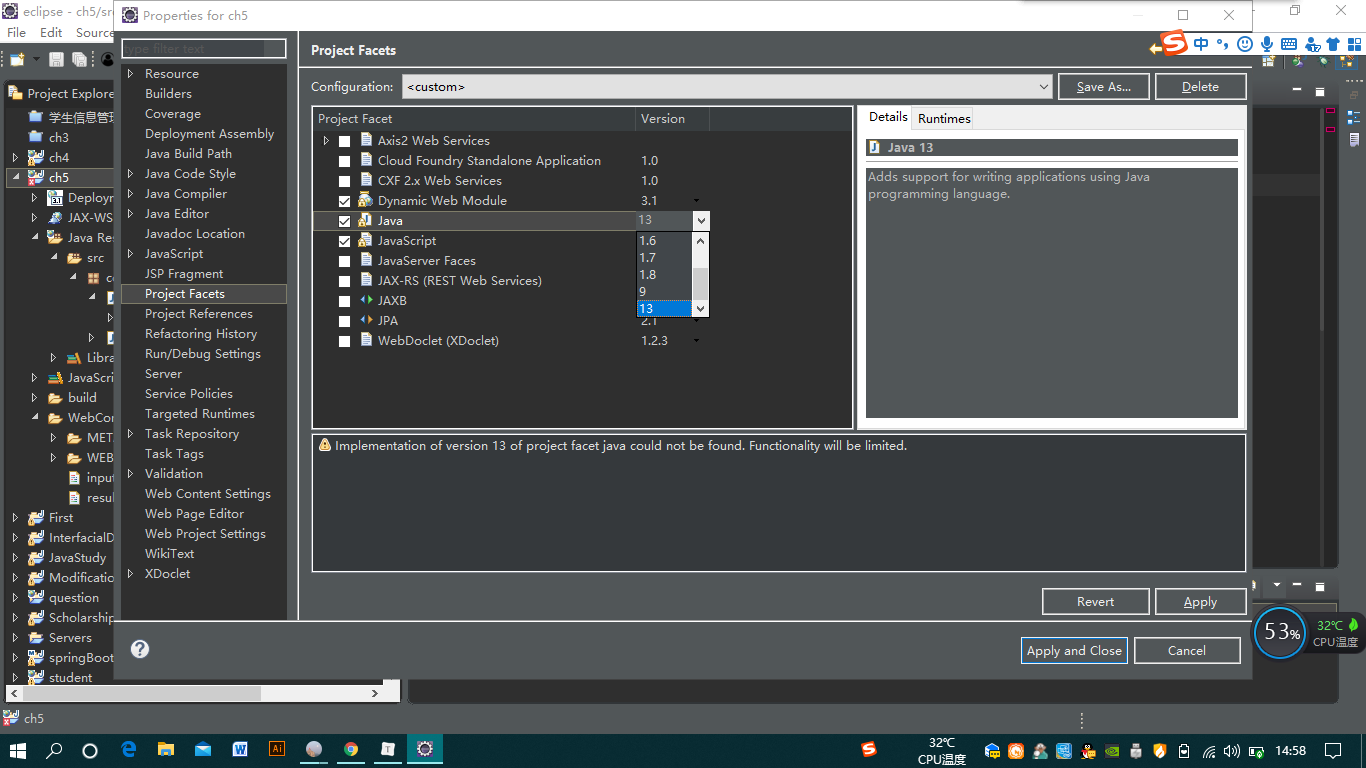 eclipse - ch5/sr
Properties for ch5
File Edit Source
type filter text
Project Facets
中
Configuration: <custom> Save As... Delete
Project Explore
学生信息管理
ch3
ch4
ch5
Deploym
3.1
JAX-WS
Java Res
src
co
Libra
JavaScri
build
WebCon
META
WEB
input
resul
First
InterfacialD
JavaStudy
Modificatio
question
Scholarship
Servers
springBoot
student
Resource
Builders
Coverage
Deployment Assembly
Java Build Path
Java Code Style
Java Compiler
Java Editor
Javadoc Location
JavaScript
JSP Fragment
Project Facets
Project References
Refactoring History
Run/Debug Settings
Server
Service Policies
Targeted Runtimes
Task Repository
Task Tags
Validation
Web Content Settings
Web Page Editor
Web Project Settings
WikiText
XDoclet
Project Facet Version
Axis2 Web Services
Cloud Foundry Standalone Application 1.0
CXF 2.x Web Services 1.0
Dynamic Web Module 3.1
Java 13
JavaScript 1.6
JavaServer Faces 1.7
JAX-RS (REST Web Services) 1.8
JAXB 9
13
JPA 2.1
WebDoclet (XDoclet) 1.2.3
Details Runtimes
Java 13
Adds support for writing applications using Java
programming language.
Implementation of version 13 of project facet java could not be found. Functionality will be limited.
Revert Apply
Apply and Close Cancel
53% 32℃
CPU温度
ch5
32℃
CPU温度
14:58